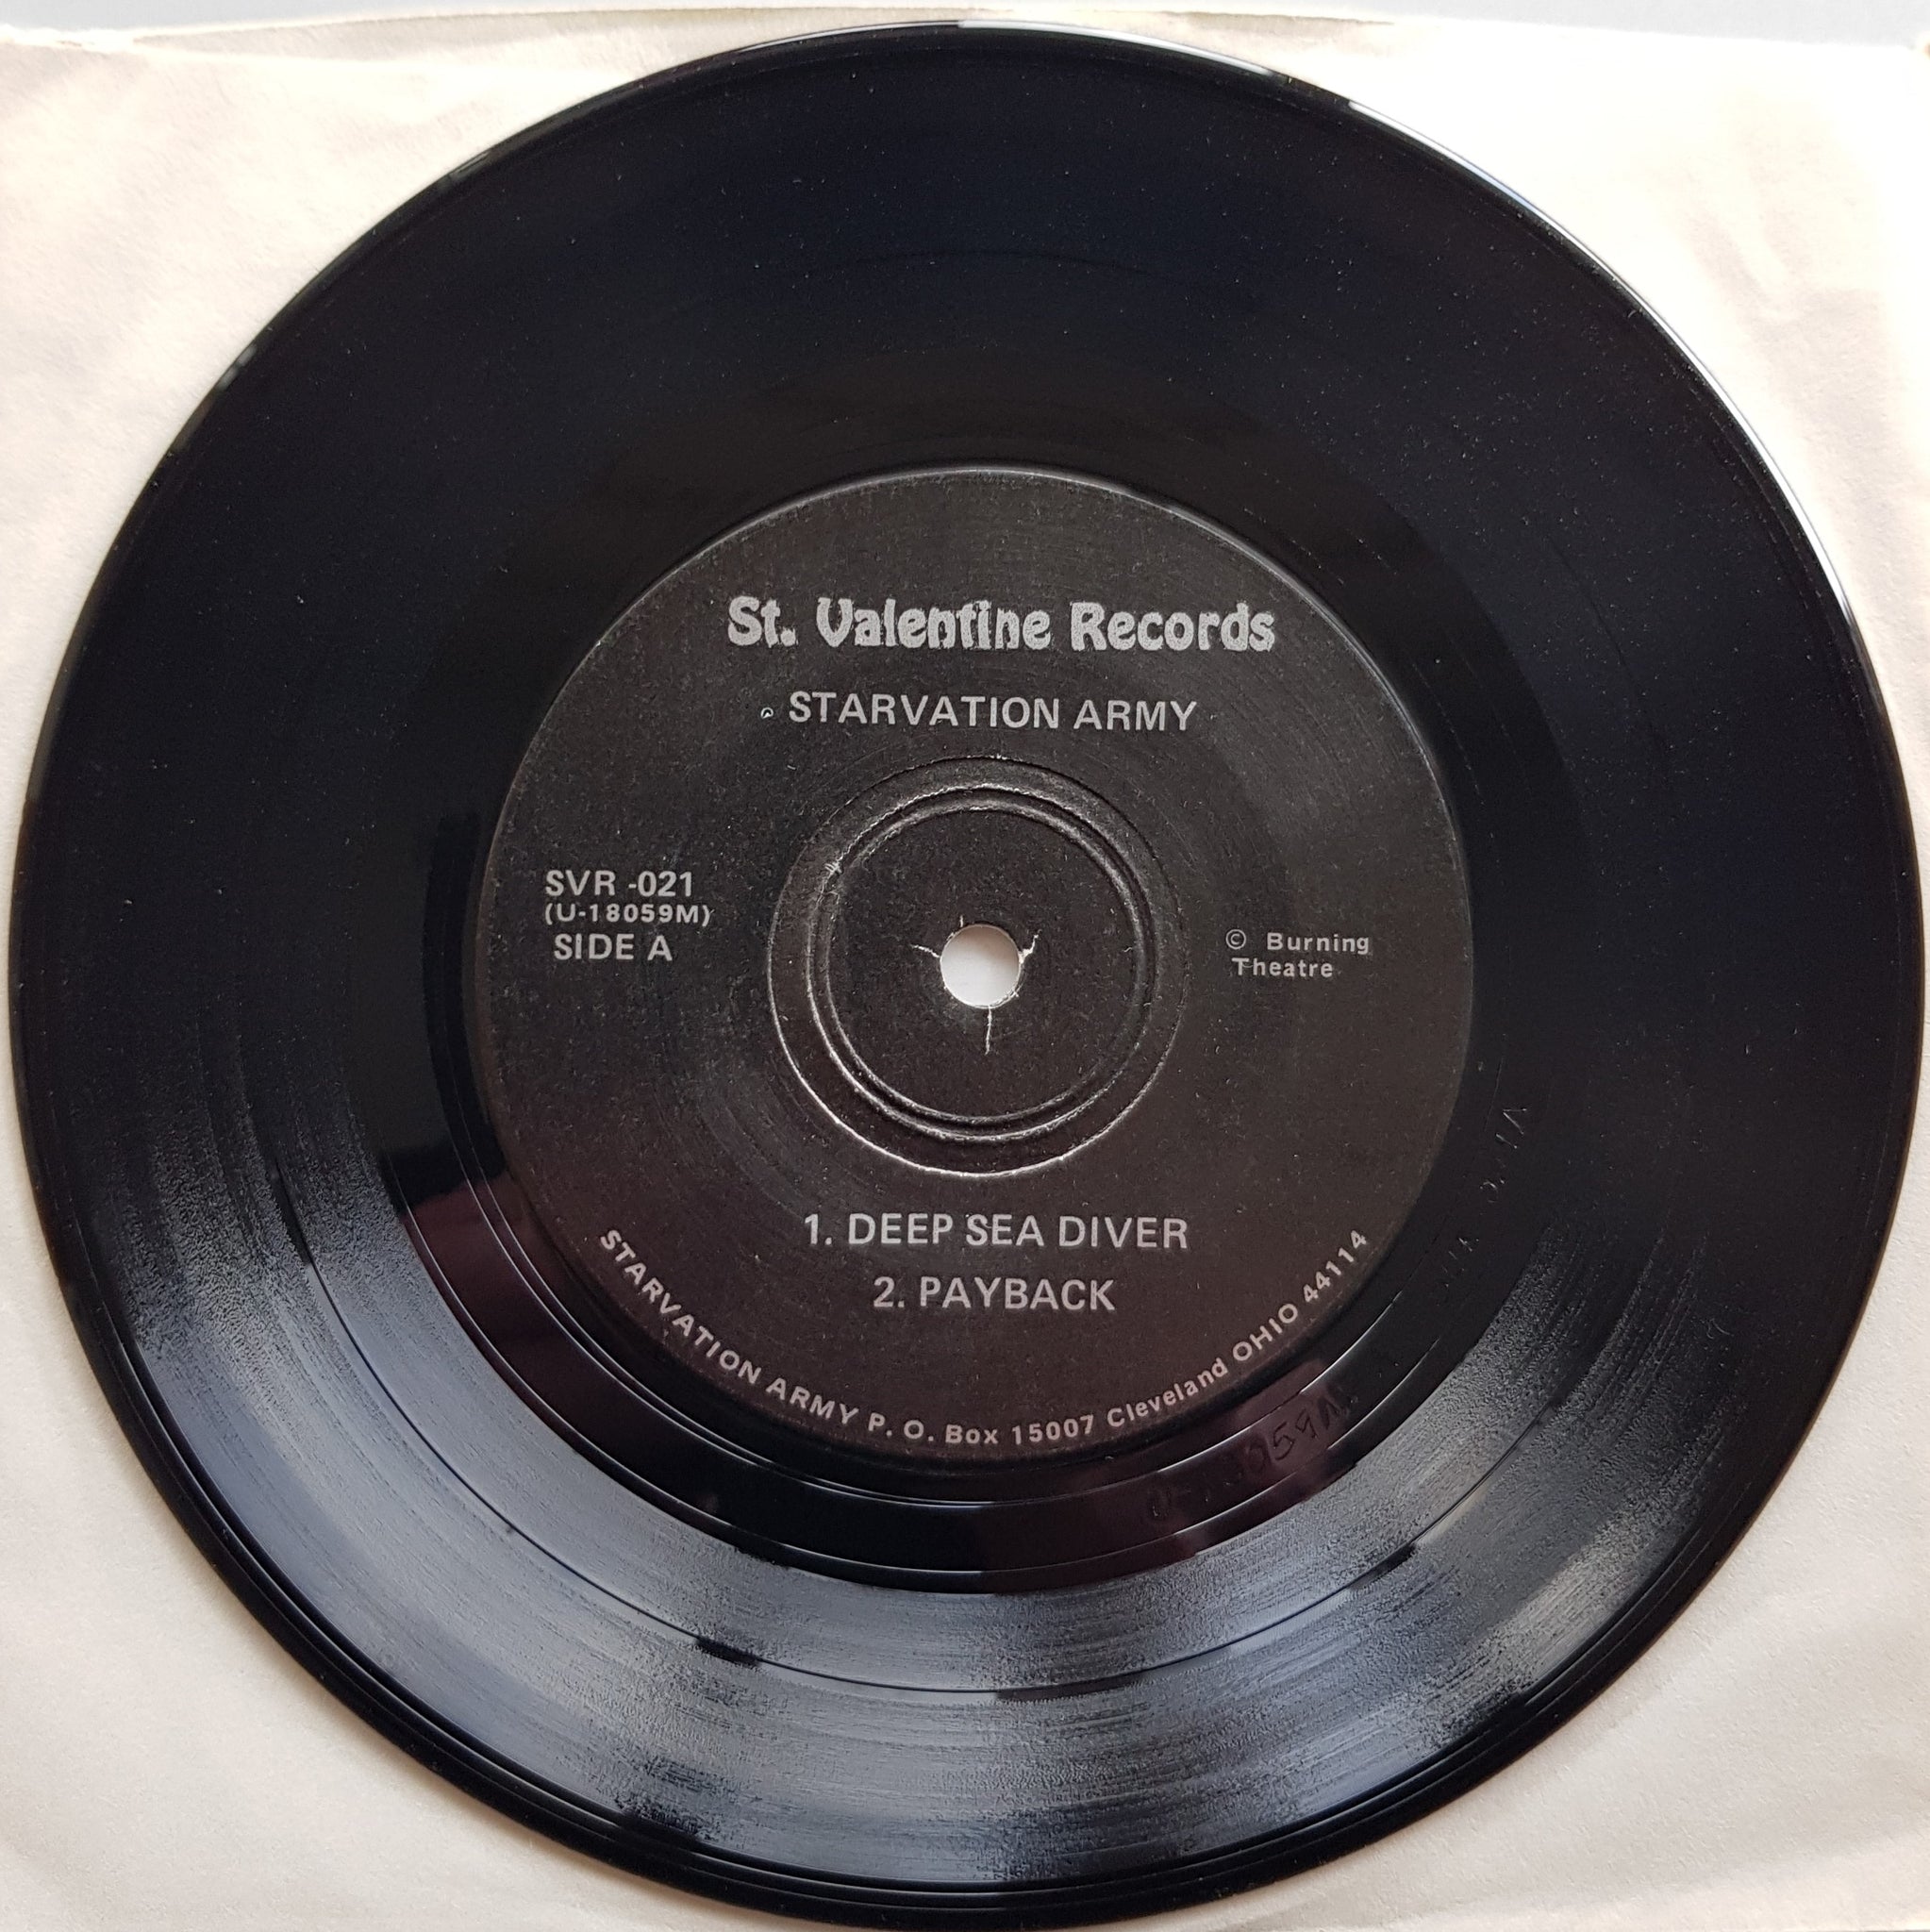 St. Valentine Records
STARVATION ARMY
SVR -021
(U-18059M)
SIDE A
© Burning
Theatre
1. DEEP SEA DIVER
2. PAYBACK
STARVATION ARMY P. O. Box 15007 Cleveland OHIO 44114